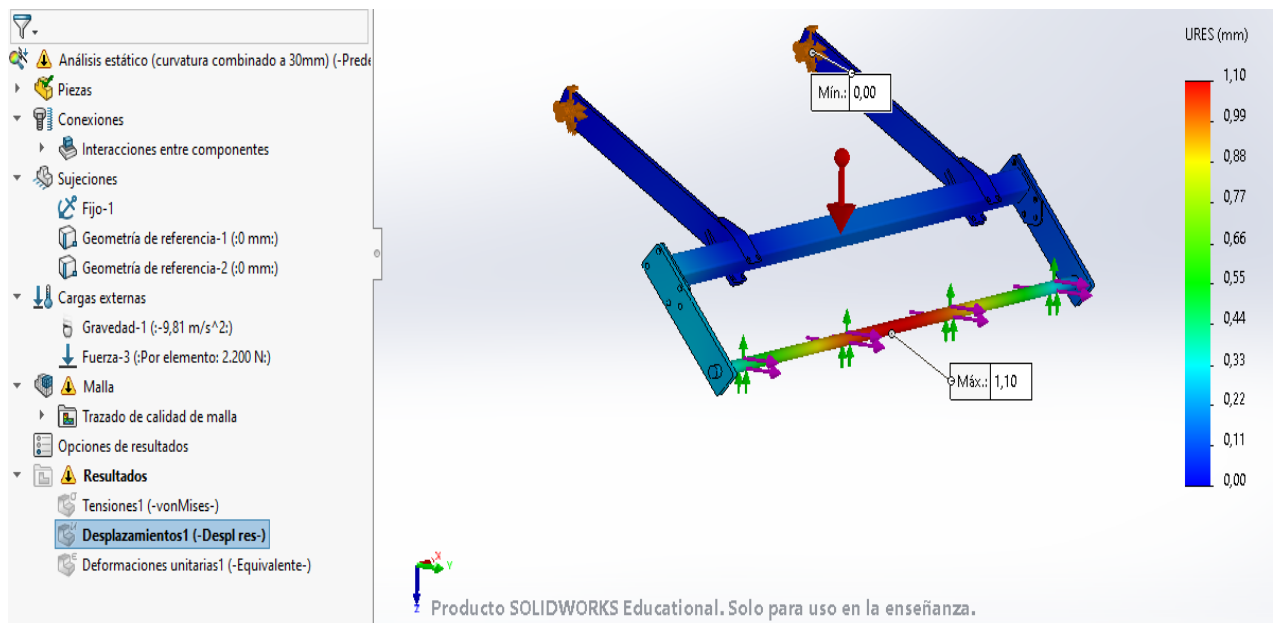 Análisis estático (curvatura combinado a 30mm) (-Prede
Piezas
Conexiones
Interacciones entre componentes
Sujeciones
Fijo-1
Geometría de referencia-1 (:0 mm:)
Geometría de referencia-2 (:0 mm:)
Cargas externas
Gravedad-1 (:-9,81 m/s^2:)
Fuerza-3 (:Por elemento: 2.200 N:)
Malla
Trazado de calidad de malla
Opciones de resultados
Resultados
Tensiones1 (-vonMises-)
Desplazamientos1 (-Despl res-)
Deformaciones unitarias1 (-Equivalente-)
Mín.: 0,00
Máx.: 1,10
URES (mm)
1,10
0,99
0,88
0,77
0,66
0,55
0,44
0,33
0,22
0,11
0,00
X
Y
Z
Producto SOLIDWORKS Educational. Solo para uso en la enseñanza.